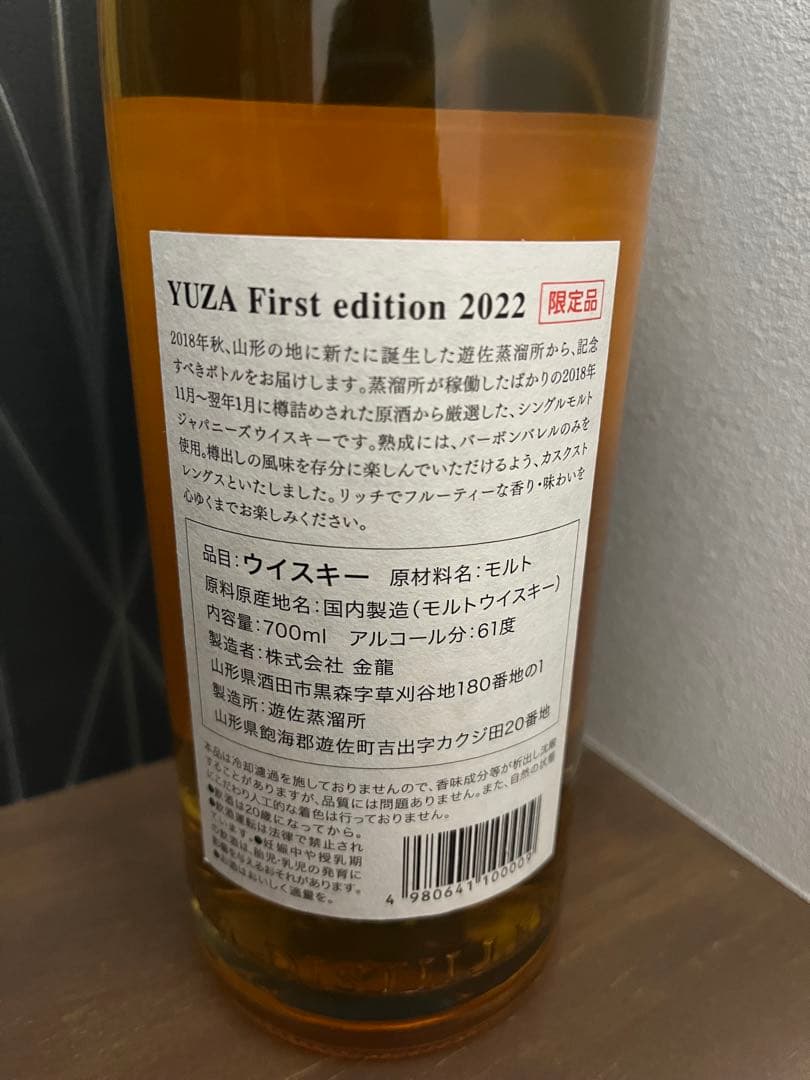 YUZA First edition 2022 限定品
2018年秋、山形の地に新たに誕生した遊佐蒸溜所から、記念
すべきボトルをお届けします。蒸溜所が稼働したばかりの2018年
11月〜翌年1月に樽詰めされた原酒から厳選した、シングルモルト
ジャパニーズウイスキーです。熟成には、バーボンバレルのみを
使用。樽出しの風味を存分に楽しんでいただけるよう、カスクスト
レングスといたしました。リッチでフルーティーな香り・味わいを
心ゆくまでお楽しみください。
品目:ウイスキー 原材料名:モルト
原料原産地名:国内製造(モルトウイスキー)
内容量:700ml アルコール分:61度
製造者:株式会社 金龍
山形県酒田市黒森字草刈谷地180番地の1
製造所:遊佐蒸溜所
山形県飽海郡遊佐町吉出字カクジ田20番地
本品は冷却濾過を施しておりませんので、香味成分等が析出し沈殿
することがありますが、品質には問題ありません。また、自然の状態
にこだわり人工的な着色は行っておりません。
●飲酒は20歳になってから。
●飲酒運転は法律で禁止され
ています。●妊娠中や授乳期
の飲酒は、胎児・乳児の発育に
影響を与えるおそれがあります。
●お酒はおいしく適量を。
4 980641 100009
DISTILL